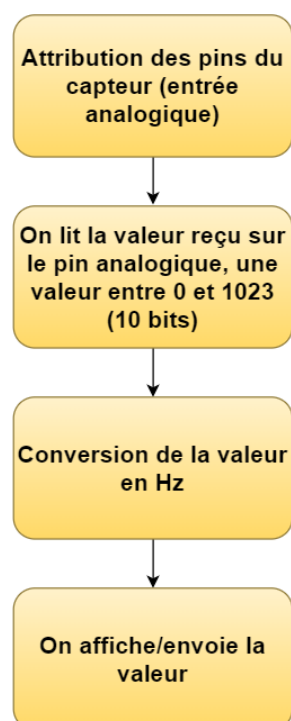 Attribution des pins du
capteur (entrée
analogique)
On lit la valeur reçu sur
le pin analogique, une
valeur entre 0 et 1023
(10 bits)
Conversion de la valeur
en Hz
On affiche/envoie la
valeur